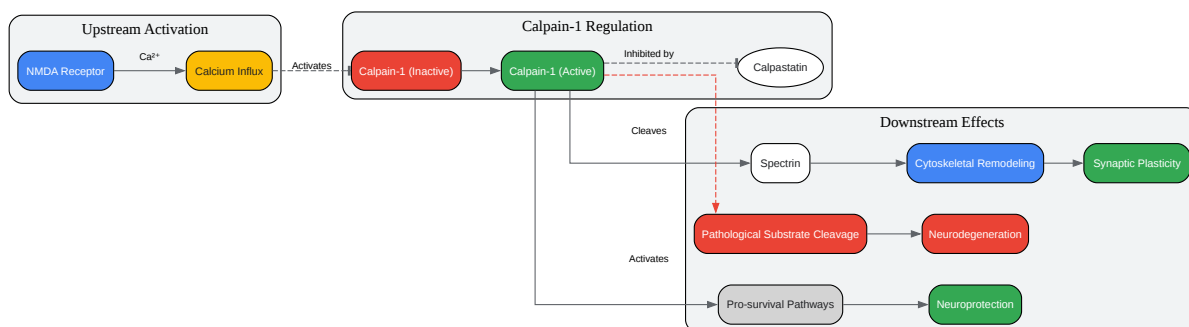 Upstream Activation
NMDA Receptor
Ca²⁺
Calcium Influx
Activates
Calpain-1 Regulation
Calpain-1 (Inactive)
Calpain-1 (Active)
Inhibited by
Calpastatin
Downstream Effects
Cleaves
Spectrin
Cytoskeletal Remodeling
Synaptic Plasticity
Pathological Substrate Cleavage
Neurodegeneration
Activates
Pro-survival Pathways
Neuroprotection